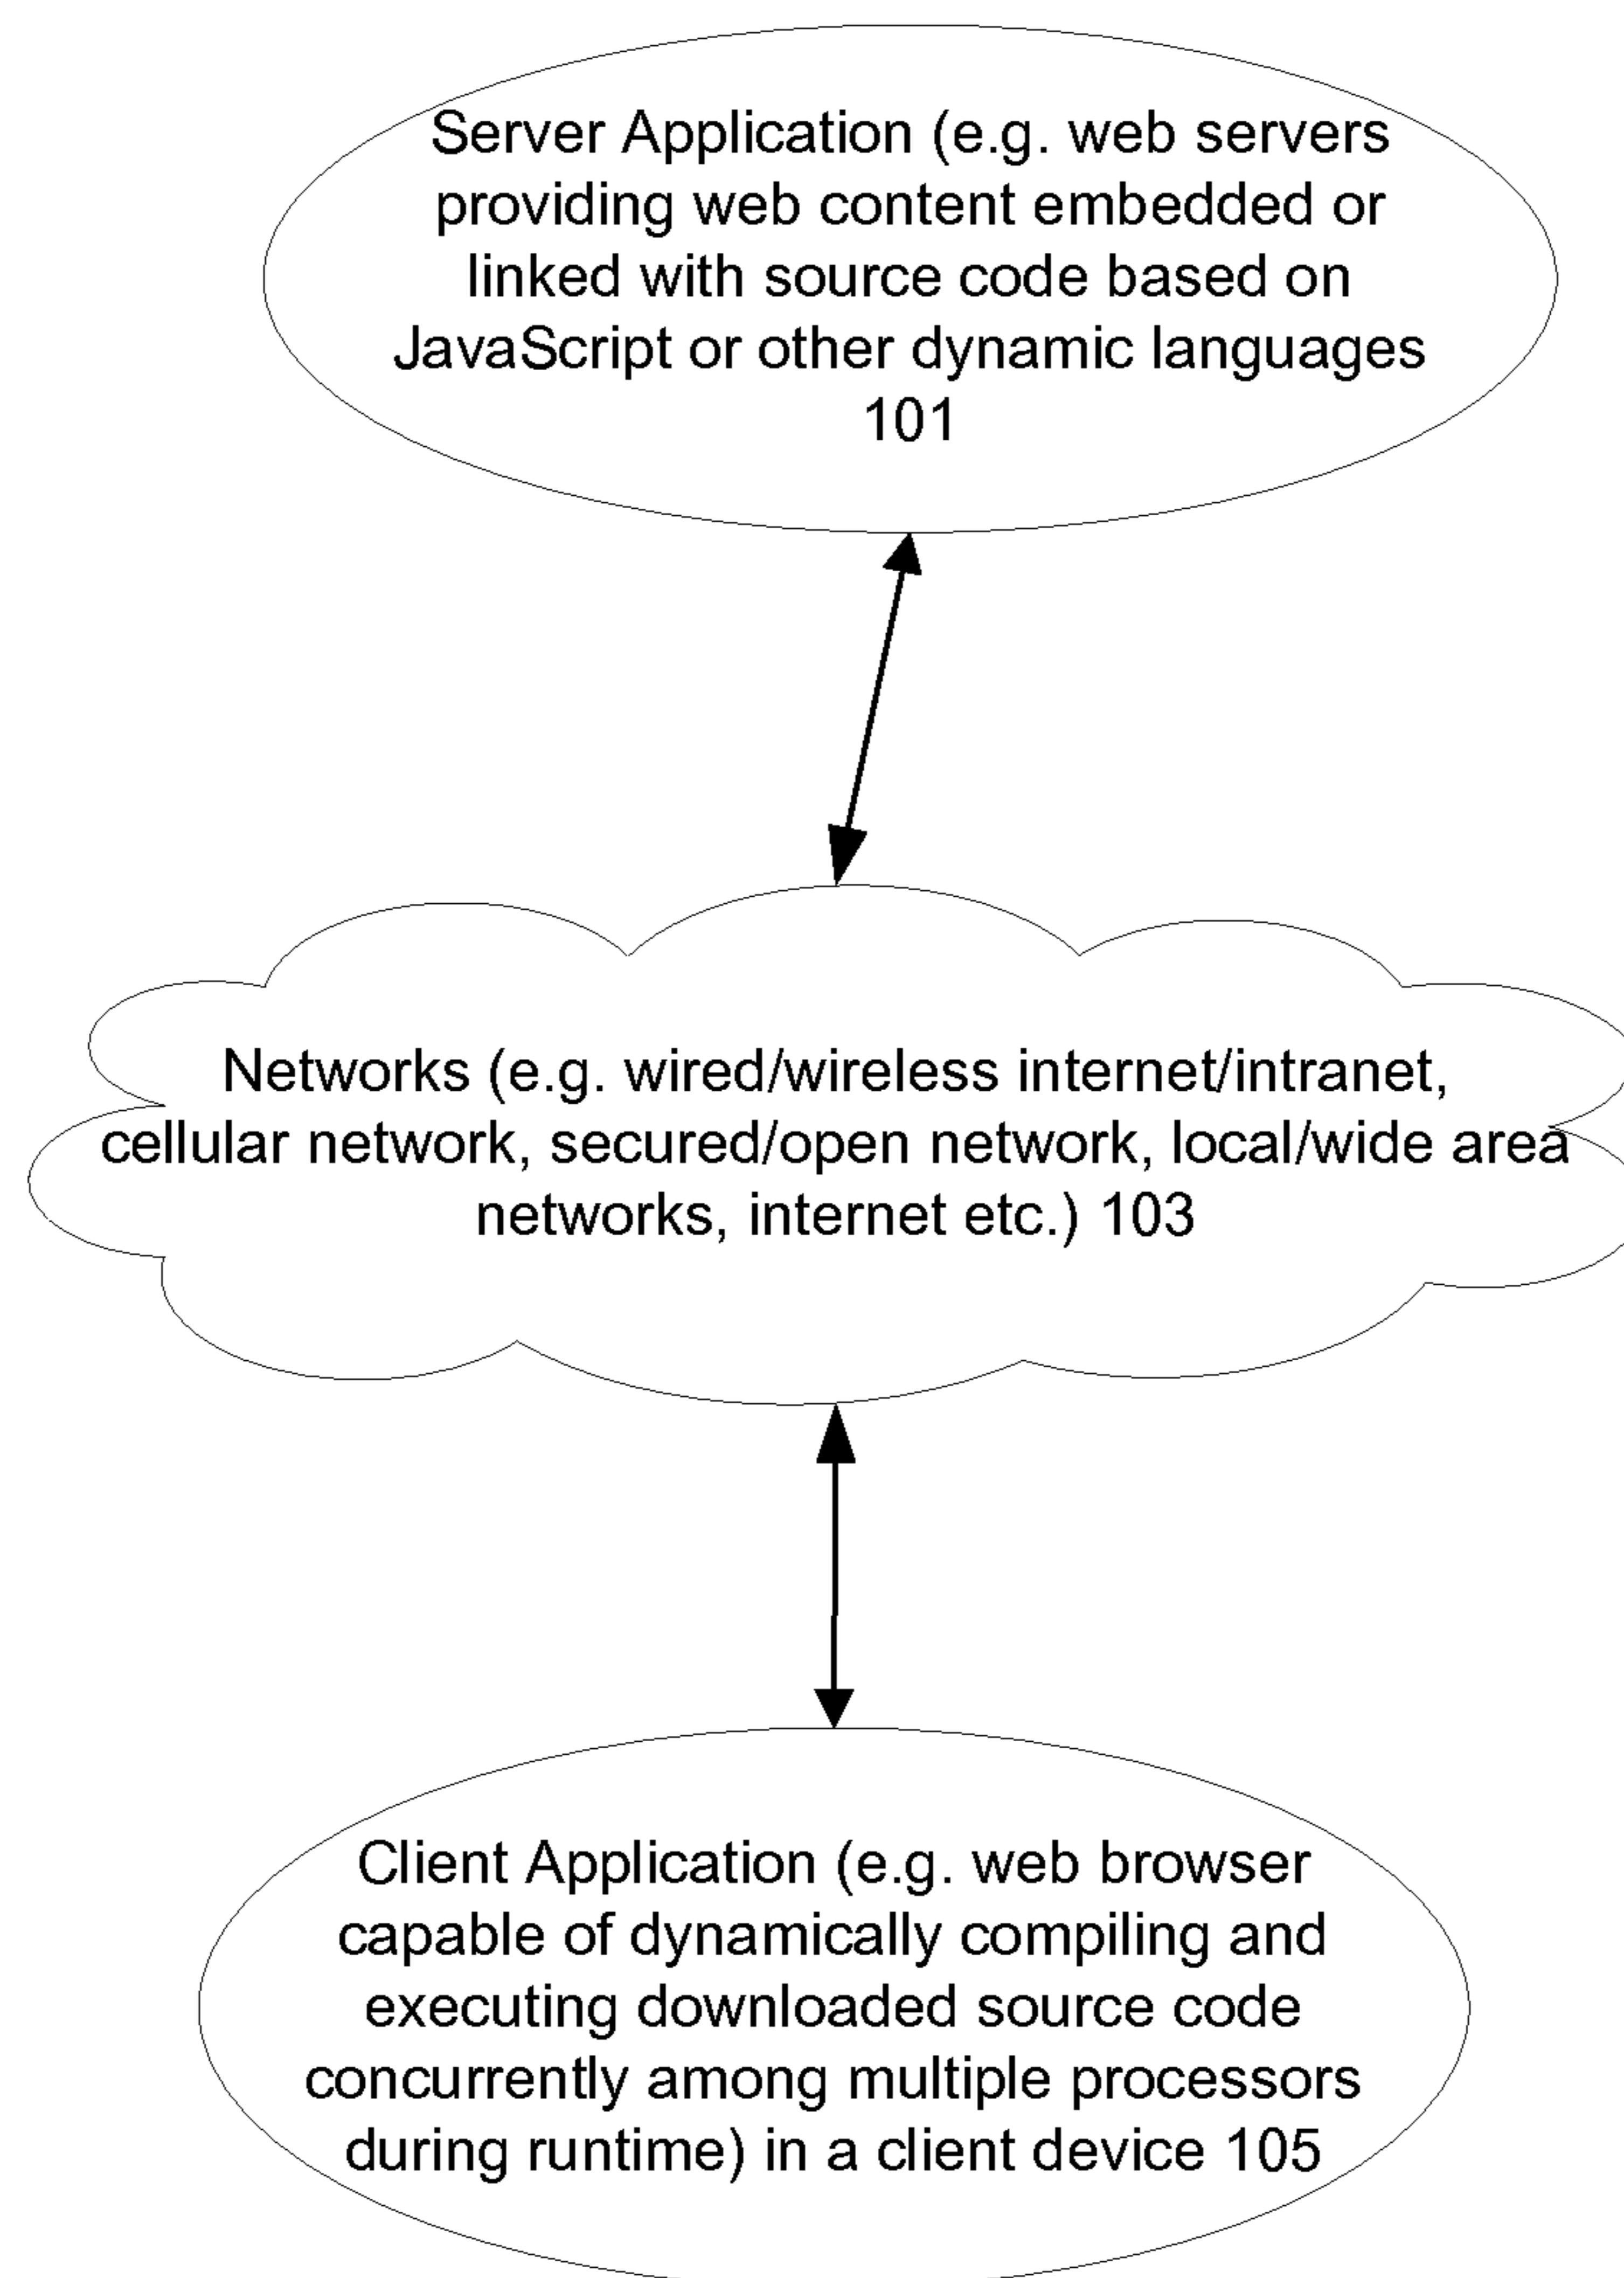 Server Application (e.g. web servers
providing web content embedded or
linked with source code based on
JavaScript or other dynamic languages
101
Networks (e.g. wired/wireless internet/intranet,
cellular network, secured/open network, local/wide area
networks, internet etc.) 103
Client Application (e.g. web browser
capable of dynamically compiling and
executing downloaded source code
concurrently among multiple processors
during runtime) in a client device 105